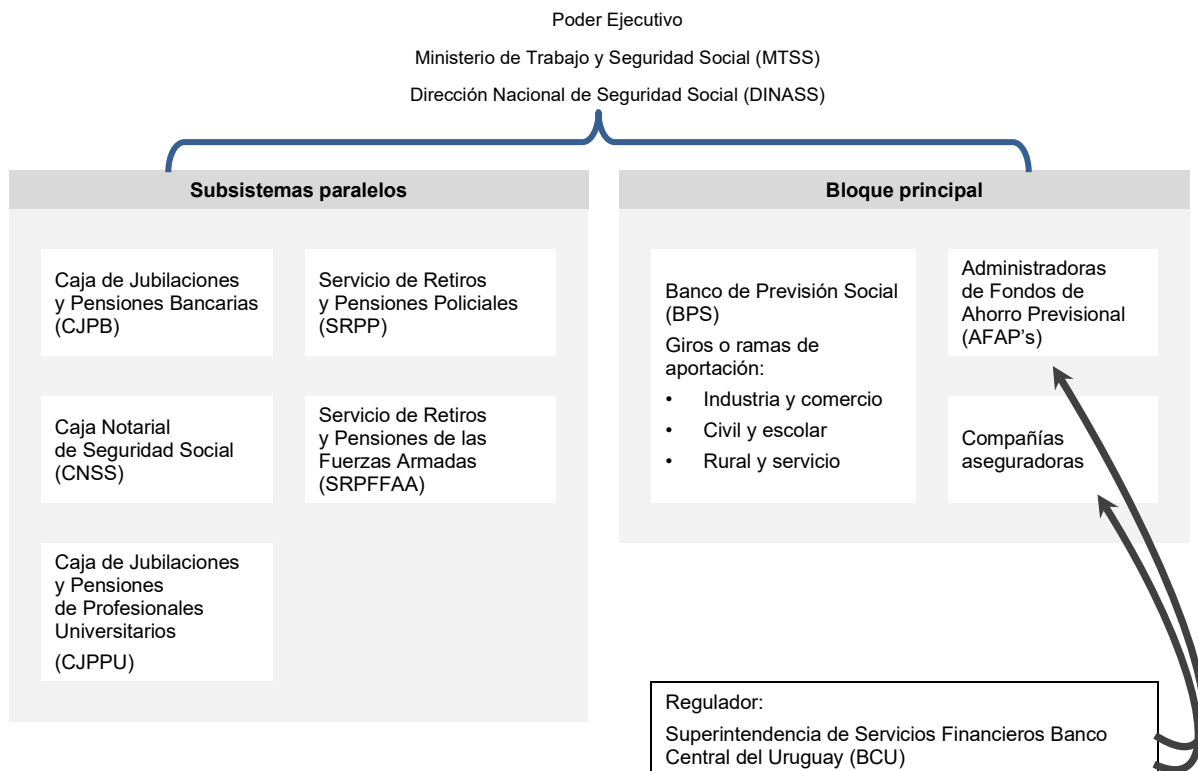 Poder Ejecutivo
Ministerio de Trabajo y Seguridad Social (MTSS)
Dirección Nacional de Seguridad Social (DINASS)
Subsistemas paralelos
Caja de Jubilaciones
y Pensiones Bancarias
(CJPB)
Servicio de Retiros
y Pensiones Policiales
(SRPP)
Caja Notarial
de Seguridad Social
(CNSS)
Servicio de Retiros
y Pensiones de las
Fuerzas Armadas
(SRPFFAA)
Caja de Jubilaciones
y Pensiones
de Profesionales
Universitarios
(CJPPU)
Bloque principal
Banco de Previsión Social
(BPS)
Giros o ramas de
aportación:
• Industria y comercio
• Civil y escolar
• Rural y servicio
Administradoras
de Fondos de
Ahorro Previsional
(AFAP’s)
Compañías
aseguradoras
Regulador:
Superintendencia de Servicios Financieros Banco
Central del Uruguay (BCU)